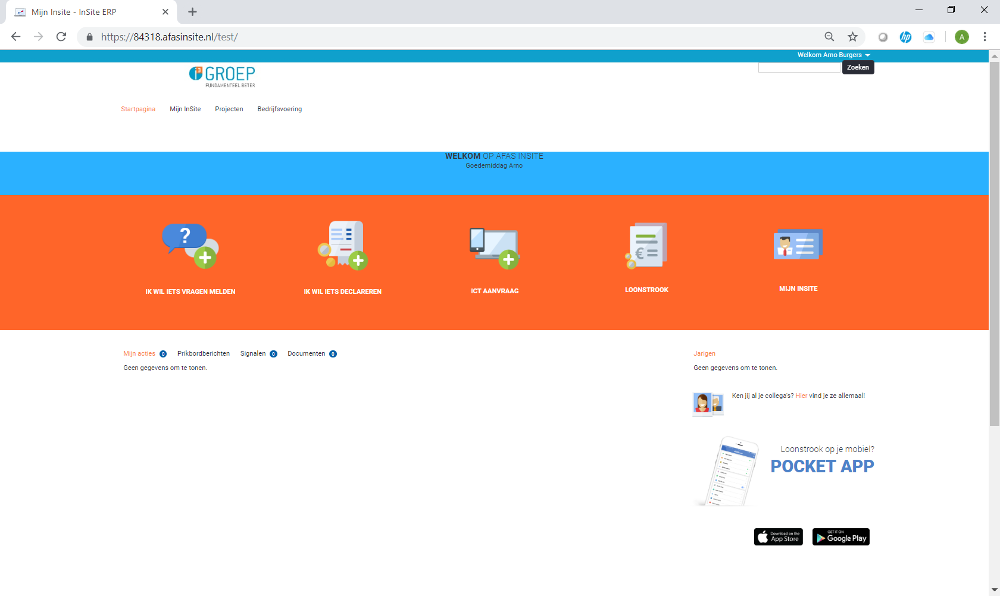 Mijn Insite - InSite ERP
https://84318.afasinsite.nl/test/
A
Welkom Arno Burgers
Zoeken
i3 GROEP
FUNDAMENTEEL BETER
Startpagina Mijn InSite Projecten Bedrijfsvoering
WELKOM OP AFAS INSITE
Goedemiddag Arno
IK WIL IETS VRAGEN MELDEN
IK WIL IETS DECLAREREN
ICT AANVRAAG
LOONSTROOK
MIJN INSITE
Mijn acties 0 Prikbordberichten Signalen 0 Documenten 0
Geen gegevens om te tonen.
Jarigen
Geen gegevens om te tonen.
Ken jij al je collega's? Hier vind je ze allemaal!
Loonstrook op je mobiel?
POCKET APP
Download on the
App Store
GET IT ON
Google Play